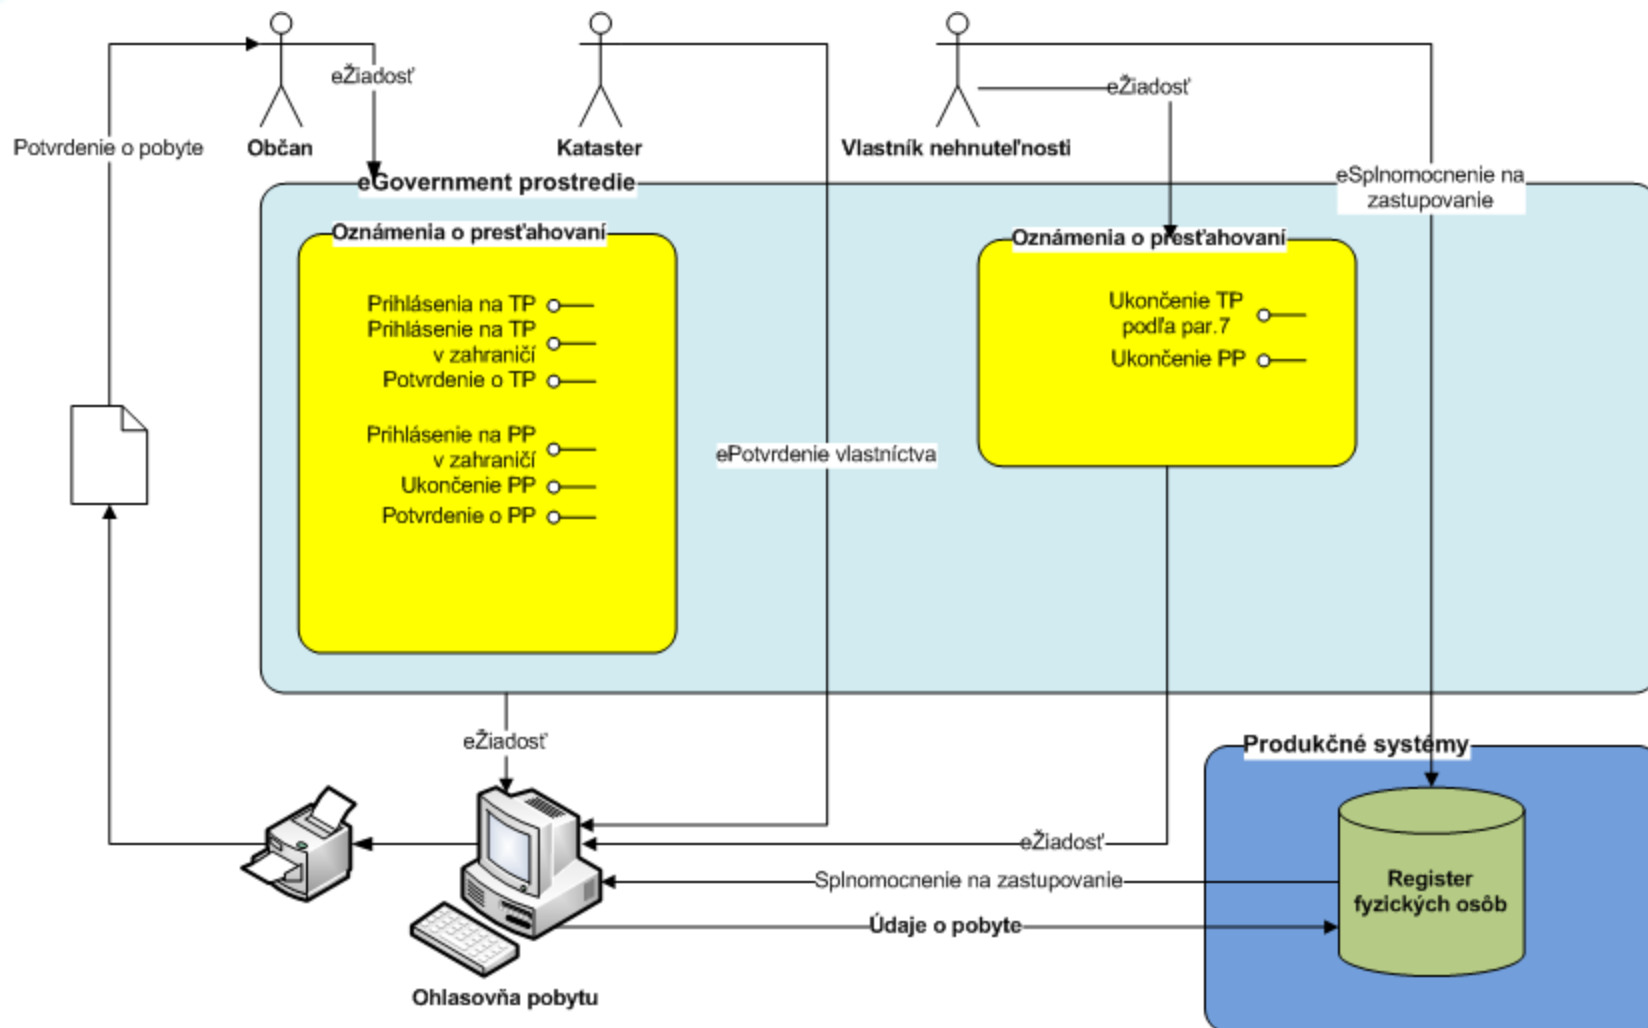 eŽiadosť
eŽiadosť
Potvrdenie o pobyte
Občan
Kataster
Vlastník nehnuteľnosti
eSplnomocnenie na
zastupovanie
eGovernment prostredie
Oznámenia o presťahovaní
Oznámenia o presťahovaní
Prihlásenia na TP
Prihlásenie na TP
v zahraničí
Potvrdenie o TP
Prihlásenie na PP
v zahraničí
Ukončenie PP
Potvrdenie o PP
Ukončenie TP
podľa par.7
Ukončenie PP
ePotvrdenie vlastníctva
eŽiadosť
Produkčné systémy
eŽiadosť
Splnomocnenie na zastupovanie
Údaje o pobyte
Register
fyzických osôb
Ohlasovňa pobytu